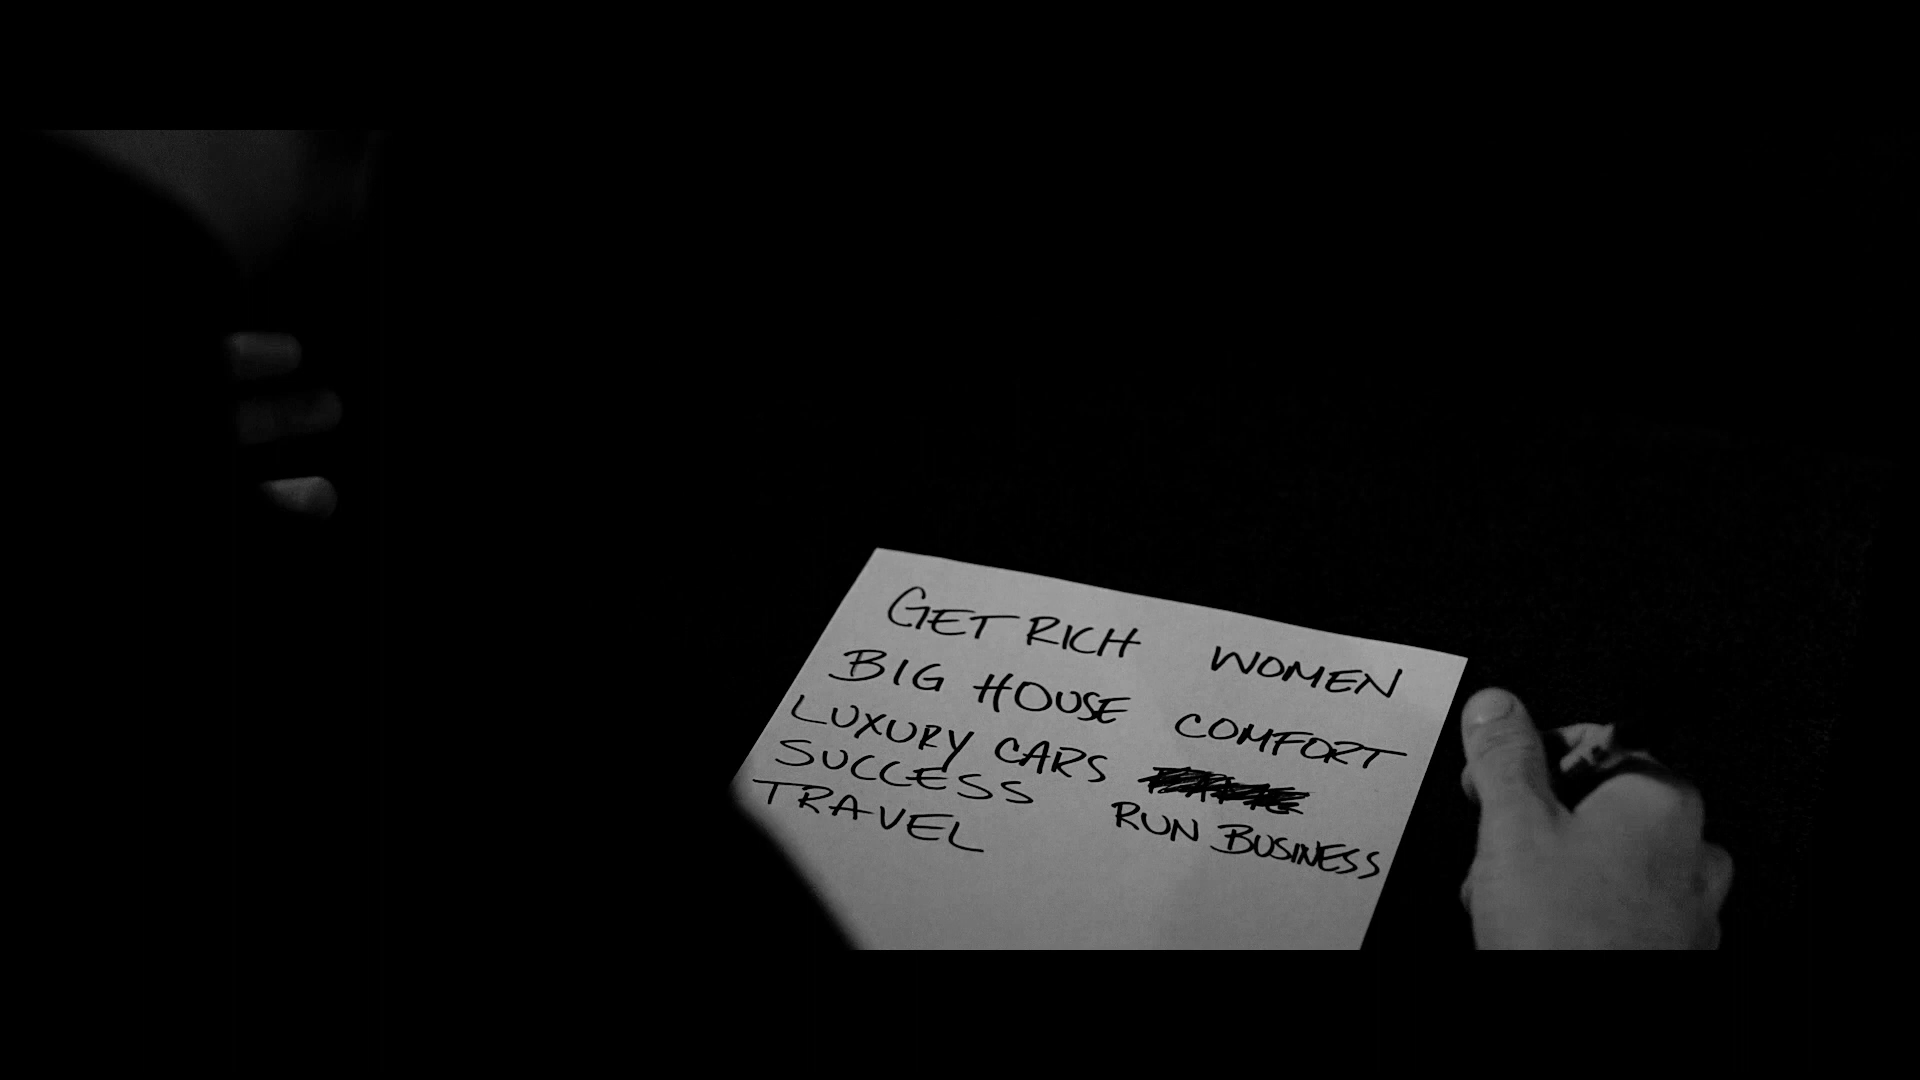 GET RICH
BIG HOUSE
LUXURY CARS
SUCCESS
TRAVEL
WOMEN
COMFORT
RUN BUSINESS